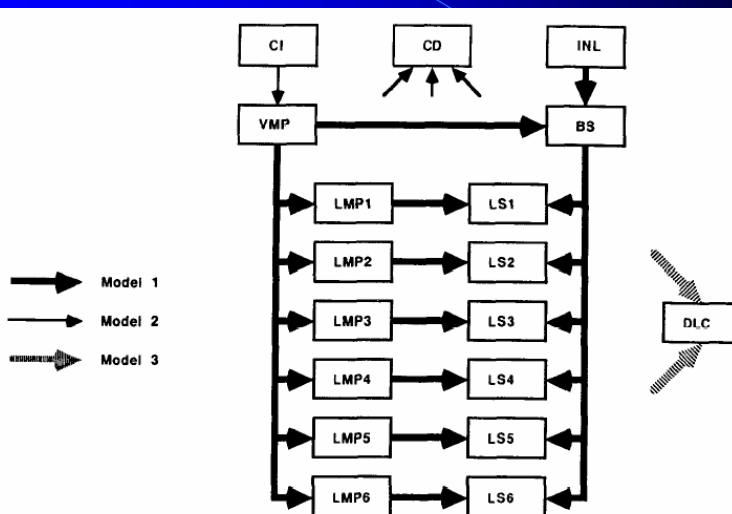 CI
CD
INL
VMP
BS
LMP1
LS1
LMP2
LS2
LMP3
LS3
LMP4
LS4
LMP5
LS5
LMP6
LS6
Model 1
Model 2
Model 3
DLC